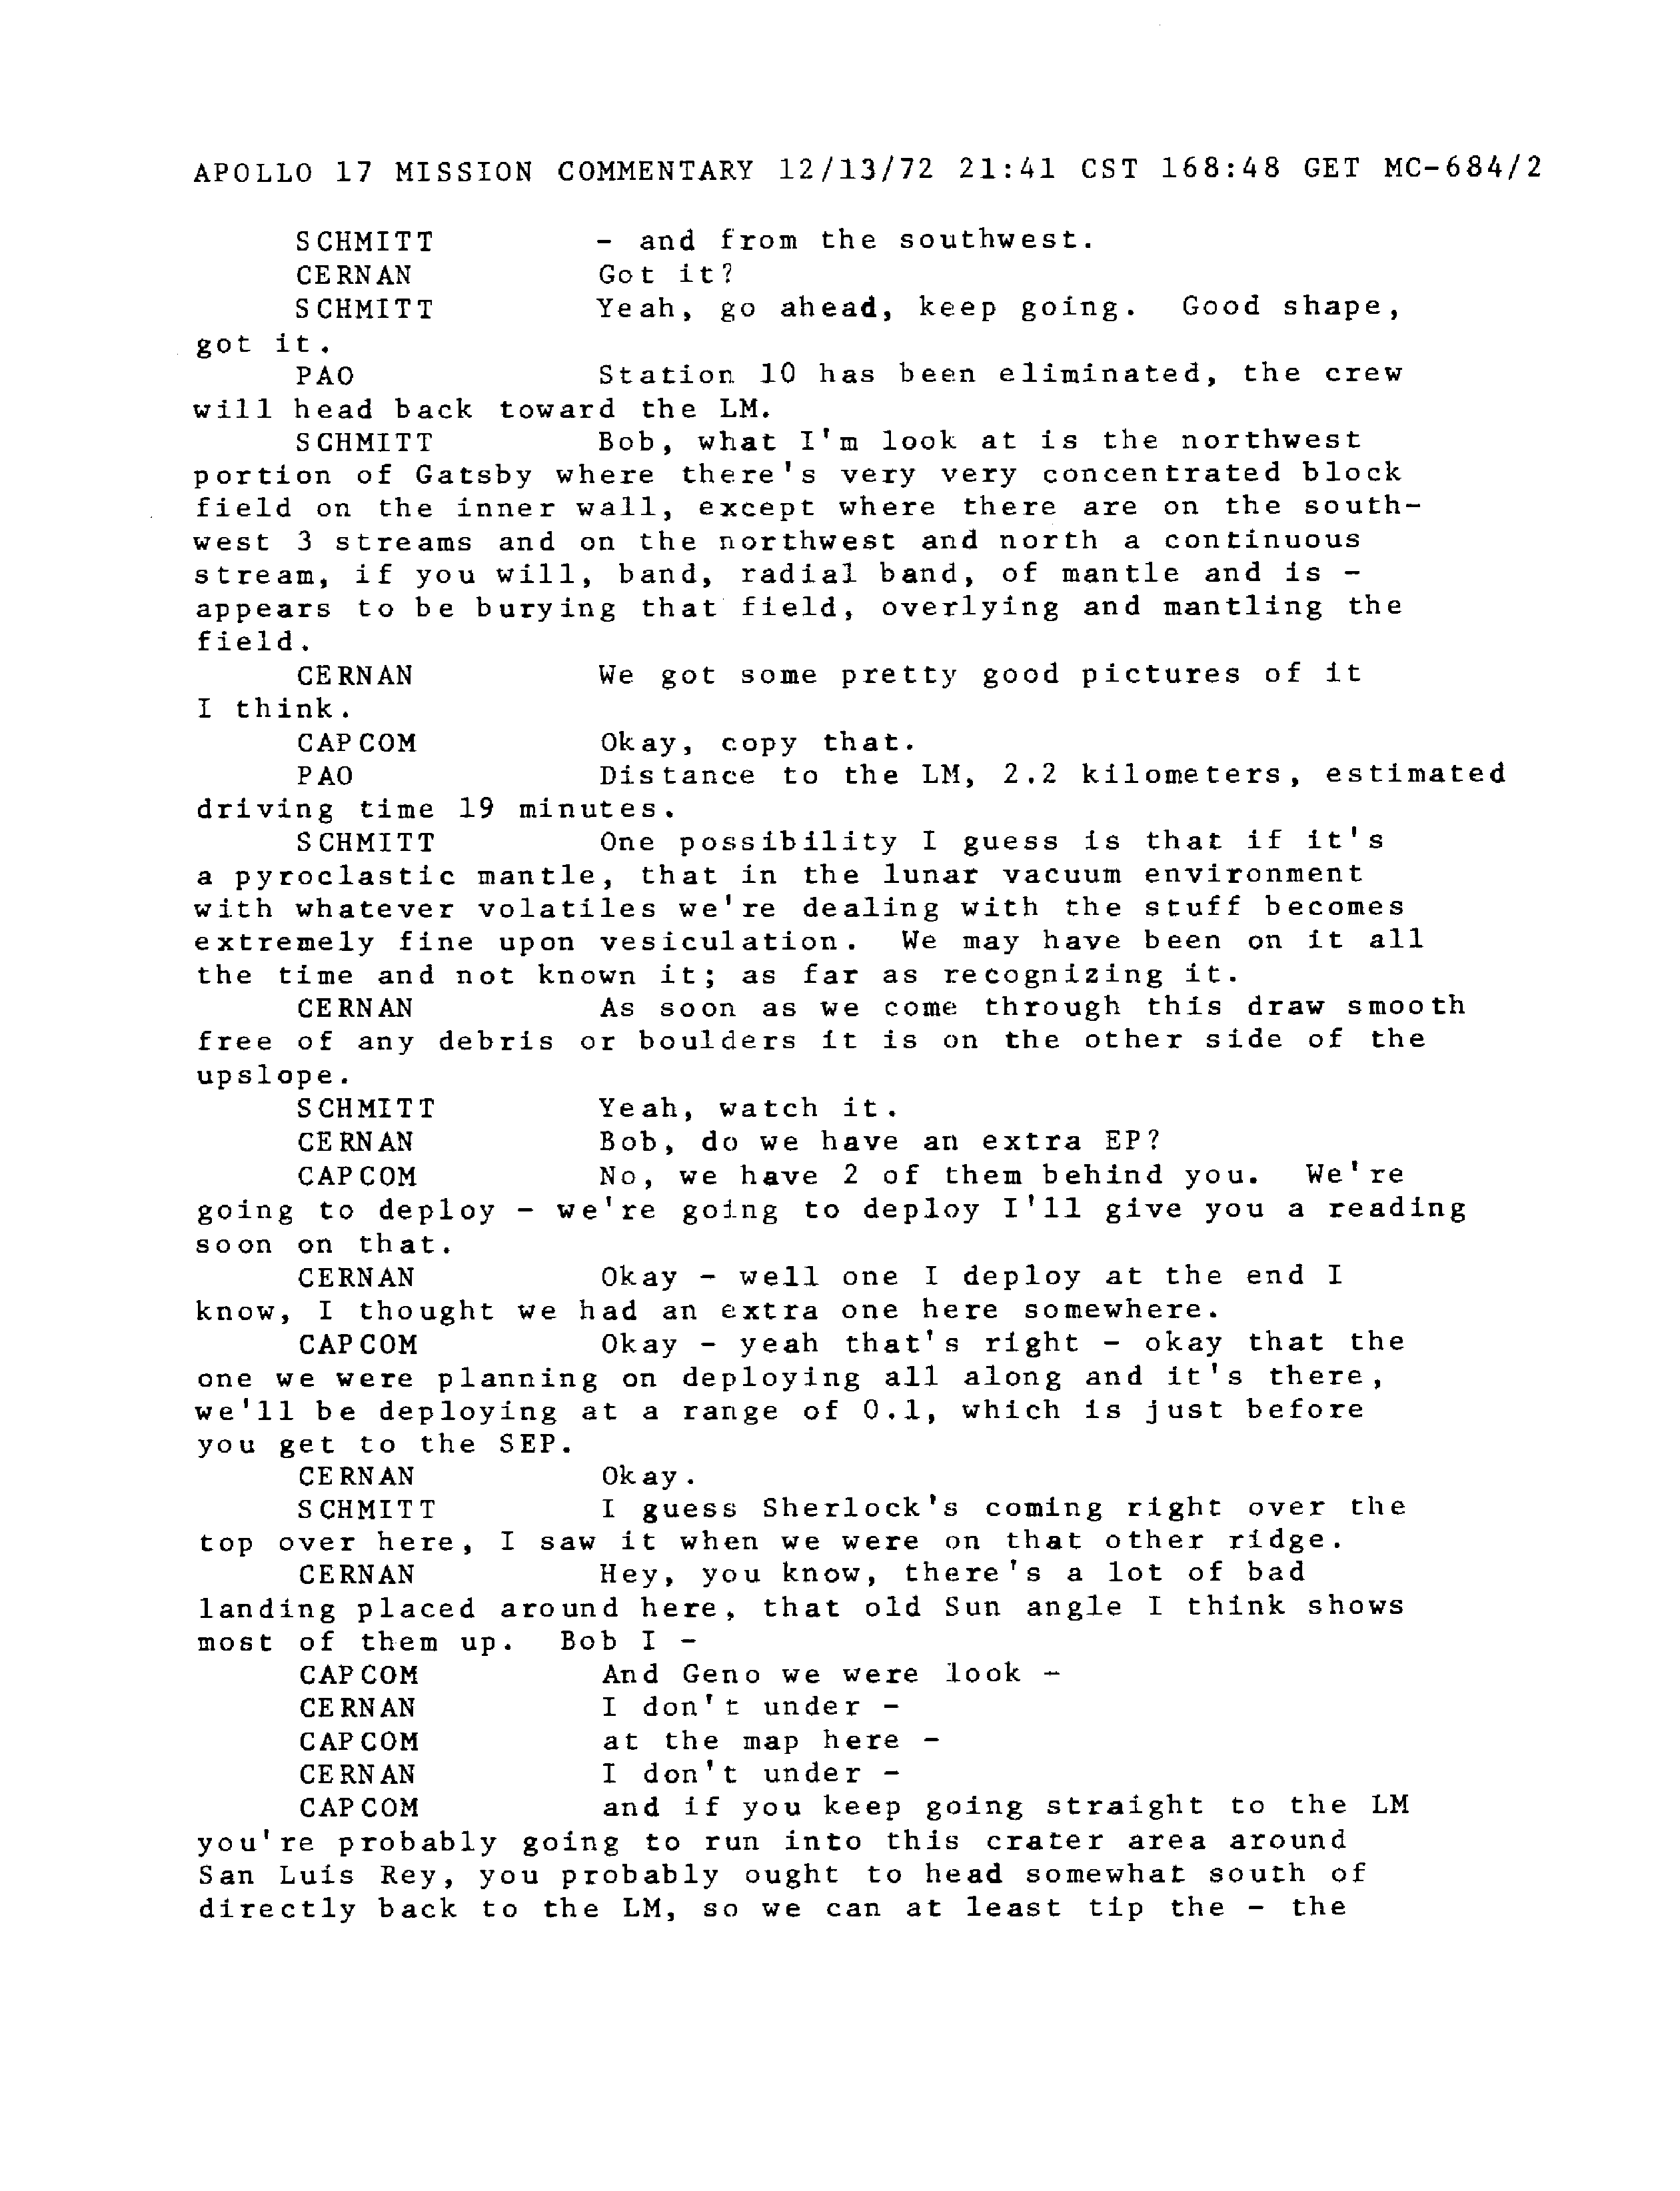 APOLLO 17 MISSION COMMENTARY 12/13/72 21:41 CST 168:48 GET MC-684/2
SCHMITT - and from the southwest.
CERNAN Got it?
SCHMITT Yeah, go ahead, keep going. Good shape,
got it.
PAO Station 10 has been eliminated, the crew
will head back toward the LM.
SCHMITT Bob, what I'm look at is the northwest
portion of Gatsby where there's very very concentrated block
field on the inner wall, except where there are on the south-
west 3 streams and on the northwest and north a continuous
stream, if you will, band, radial band, of mantle and is -
appears to be burying that field, overlying and mantling the
field.
CERNAN We got some pretty good pictures of it
I think.
CAPCOM Okay, copy that.
PAO Distance to the LM, 2.2 kilometers, estimated
driving time 19 minutes.
SCHMITT One possibility I guess is that if it's
a pyroclastic mantle, that in the lunar vacuum environment
with whatever volatiles we're dealing with the stuff becomes
extremely fine upon vesiculation. We may have been on it all
the time and not known it; as far as recognizing it.
CERNAN As soon as we come through this draw smooth
free of any debris or boulders it is on the other side of the
upslope.
SCHMITT Yeah, watch it.
CERNAN Bob, do we have an extra EP?
CAPCOM No, we have 2 of them behind you. We're
going to deploy - we're going to deploy I'll give you a reading
soon on that.
CERNAN Okay - well one I deploy at the end I
know, I thought we had an extra one here somewhere.
CAPCOM Okay - yeah that's right - okay that the
one we were planning on deploying all along and it's there,
we'll be deploying at a range of 0.1, which is just before
you get to the SEP.
CERNAN Okay.
SCHMITT I guess Sherlock's coming right over the
top over here, I saw it when we were on that other ridge.
CERNAN Hey, you know, there's a lot of bad
landing placed around here, that old Sun angle I think shows
most of them up. Bob I -
CAPCOM And Geno we were look -
CERNAN I don't under -
CAPCOM at the map here -
CERNAN I don't under -
CAPCOM and if you keep going straight to the LM
you're probably going to run into this crater area around
San Luis Rey, you probably ought to head somewhat south of
directly back to the LM, so we can at least tip the - the